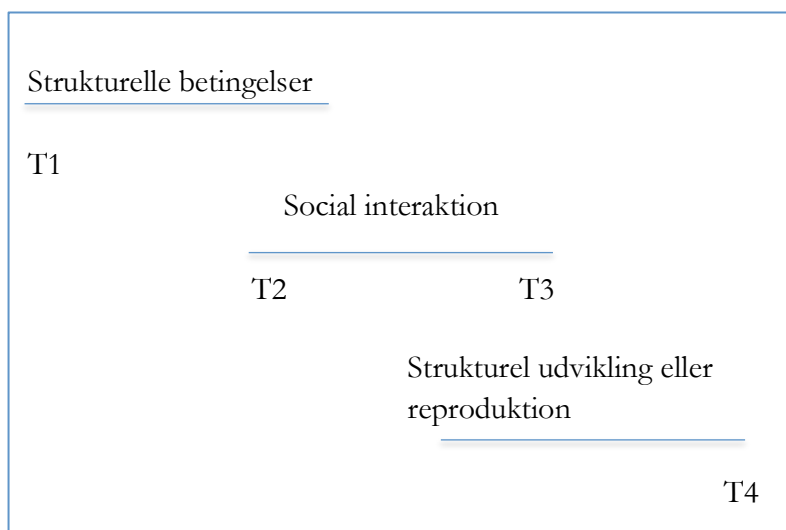 Strukturelle betingelser
T1
Social interaktion
T2 T3
Strukturel udvikling eller
reproduktion
T4